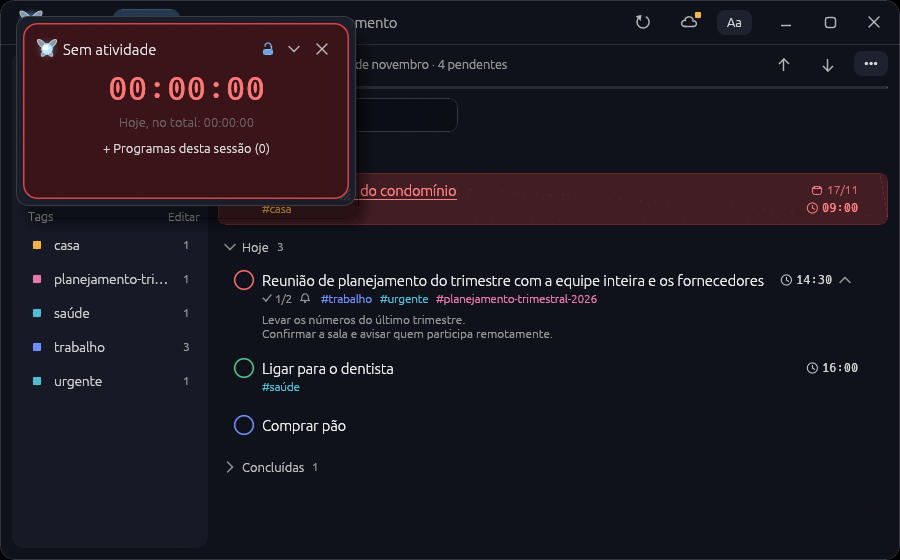 mento
Aa
Sem atividade
00:00:00
Hoje, no total: 00:00:00
+ Programas desta sessão (0)
de novembro · 4 pendentes
do condomínio
17/11
#casa
09:00
Tags
Editar
casa
1
planejamento-tri...
1
saúde
1
trabalho
3
urgente
1
Hoje 3
Reunião de planejamento do trimestre com a equipe inteira e os fornecedores
14:30
1/2 #trabalho #urgente #planejamento-trimestral-2026
Levar os números do último trimestre.
Confirmar a sala e avisar quem participa remotamente.
Ligar para o dentista
16:00
#saúde
Comprar pão
Concluídas 1